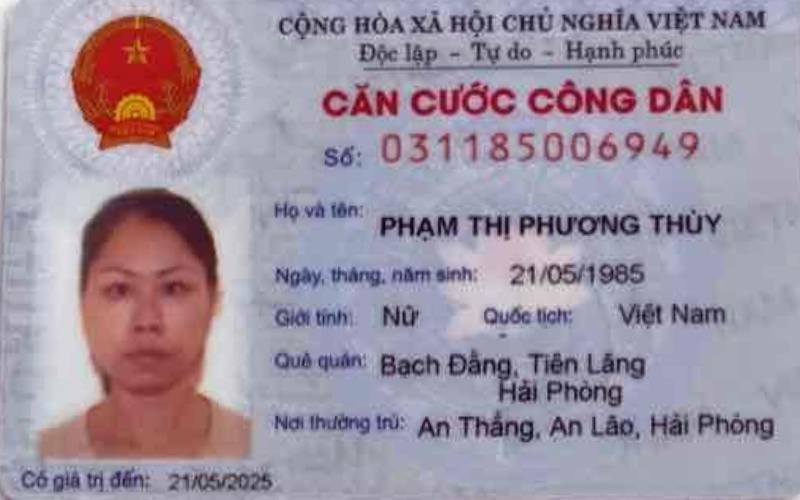 CỘNG HÒA XÃ HỘI CHỦ NGHĨA VIỆT NAM
Độc lập - Tự do - Hạnh phúc
CĂN CƯỚC CÔNG DÂN
Số: 031185006949
Họ và tên: PHẠM THỊ PHƯƠNG THÙY
Ngày, tháng, năm sinh: 21/05/1985
Giới tính: Nữ Quốc tịch: Việt Nam
Quê quán: Bạch Đằng, Tiên Lãng
Hải Phòng
Nơi thường trú: An Thắng, An Lão, Hải Phòng
Có giá trị đến: 21/05/2025